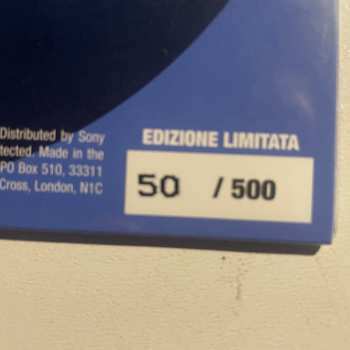 Distributed by Sony
tected. Made in the
PO Box 510, 33311
Cross, London, N1C
EDIZIONE LIMITATA
50 / 500